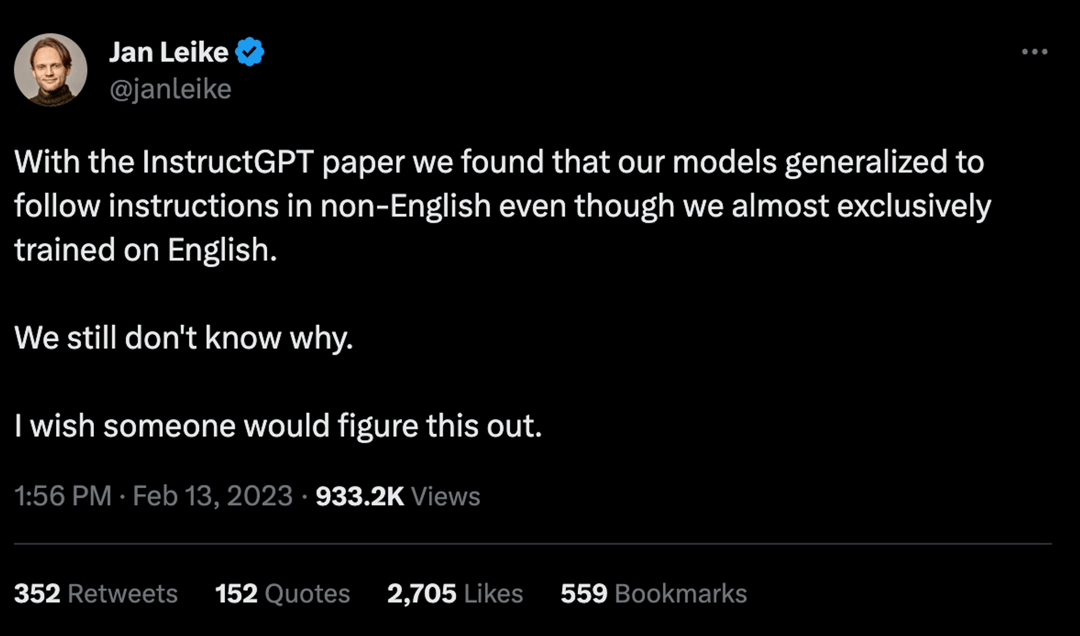 Jan Leike
@janleike
With the InstructGPT paper we found that our models generalized to
follow instructions in non-English even though we almost exclusively
trained on English.
We still don't know why.
I wish someone would figure this out.
1:56 PM · Feb 13, 2023 · 933.2K Views
352 Retweets 152 Quotes 2,705 Likes 559 Bookmarks